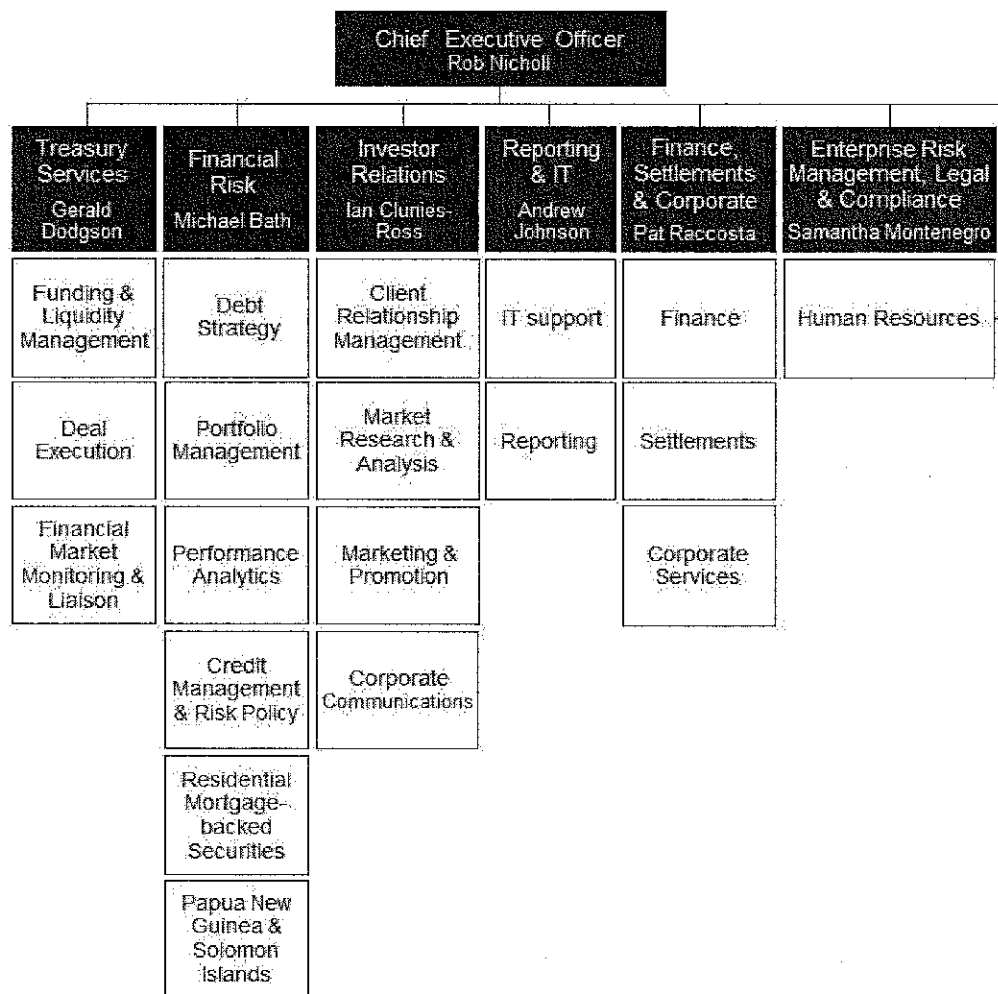 Chief Executive Officer
Rob Nicholl
Treasury
Services
Gerald
Dodgson
Financial
Risk
Michael Bath
Investor
Relations
Ian Clunies-
Ross
Reporting
& IT
Andrew
Johnson
Finance,
Settlements
& Corporate
Pat Raccosta
Enterprise Risk
Management, Legal
& Compliance
Samantha Montenegro
Funding &
Liquidity
Management
Debt
Strategy
Client
Relationship
Management
IT support
Finance
Human Resources
Deal
Execution
Portfolio
Management
Market
Research &
Analysis
Reporting
Settlements
Financial
Market
Monitoring &
Liaison
Performance
Analytics
Marketing &
Promotion
Corporate
Services
Credit
Management
& Risk Policy
Corporate
Communications
Residential
Mortgage-
backed
Securities
Papua New
Guinea &
Solomon
Islands